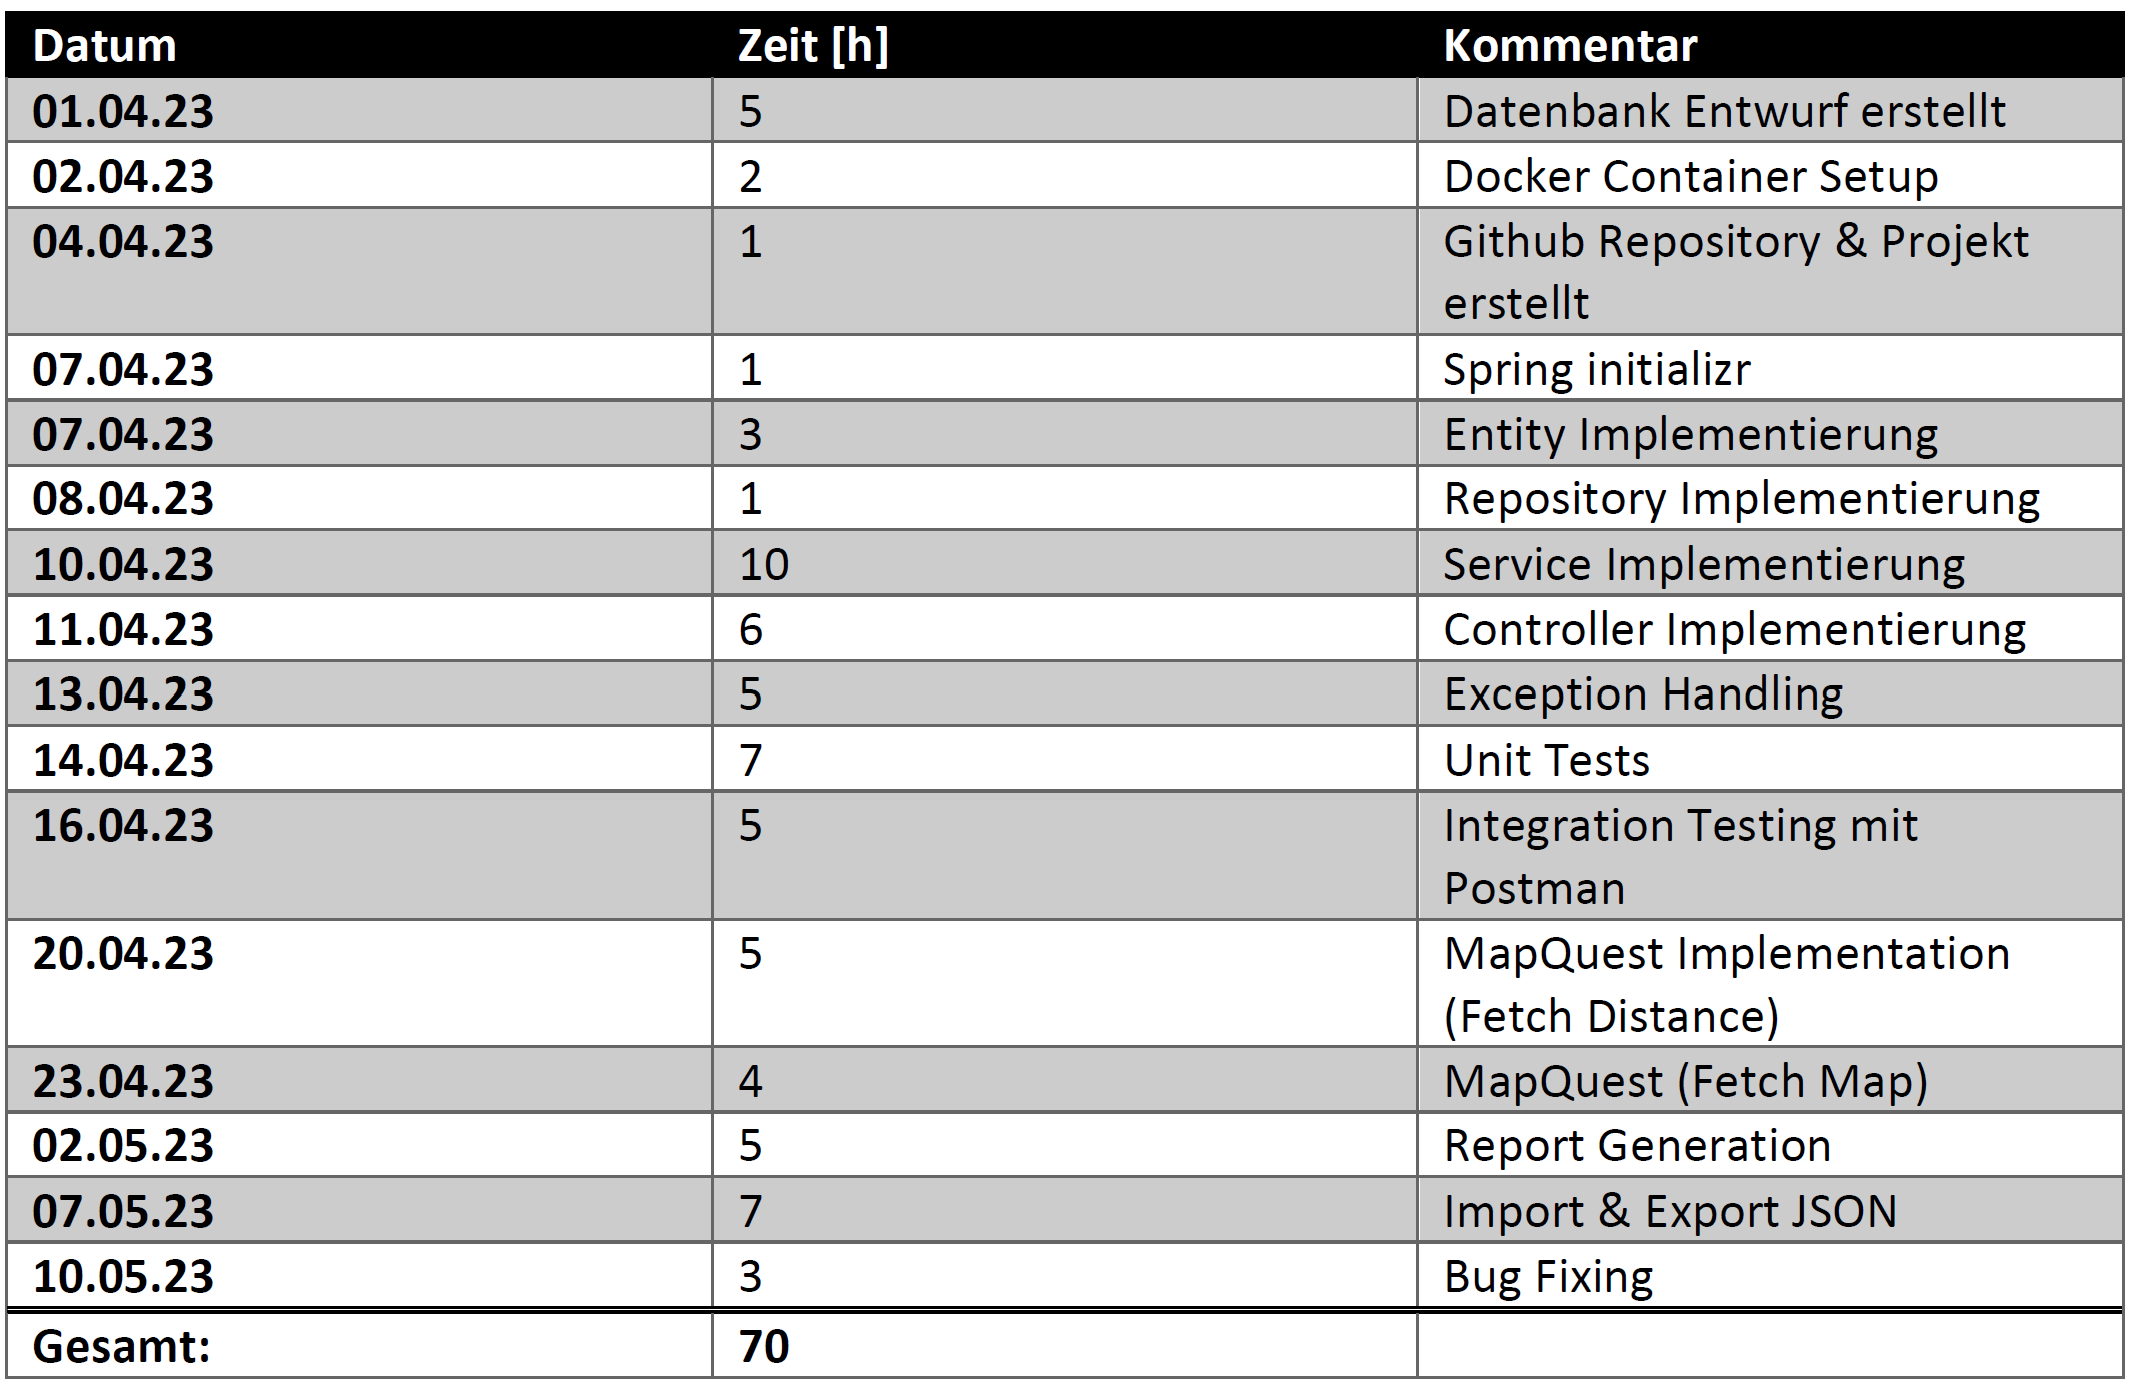 Datum Zeit [h] Kommentar
01.04.23 5 Datenbank Entwurf erstellt
02.04.23 2 Docker Container Setup
04.04.23 1 Github Repository & Projekt
erstellt
07.04.23 1 Spring initializr
07.04.23 3 Entity Implementierung
08.04.23 1 Repository Implementierung
10.04.23 10 Service Implementierung
11.04.23 6 Controller Implementierung
13.04.23 5 Exception Handling
14.04.23 7 Unit Tests
16.04.23 5 Integration Testing mit
Postman
20.04.23 5 MapQuest Implementation
(Fetch Distance)
23.04.23 4 MapQuest (Fetch Map)
02.05.23 5 Report Generation
07.05.23 7 Import & Export JSON
10.05.23 3 Bug Fixing
Gesamt: 70